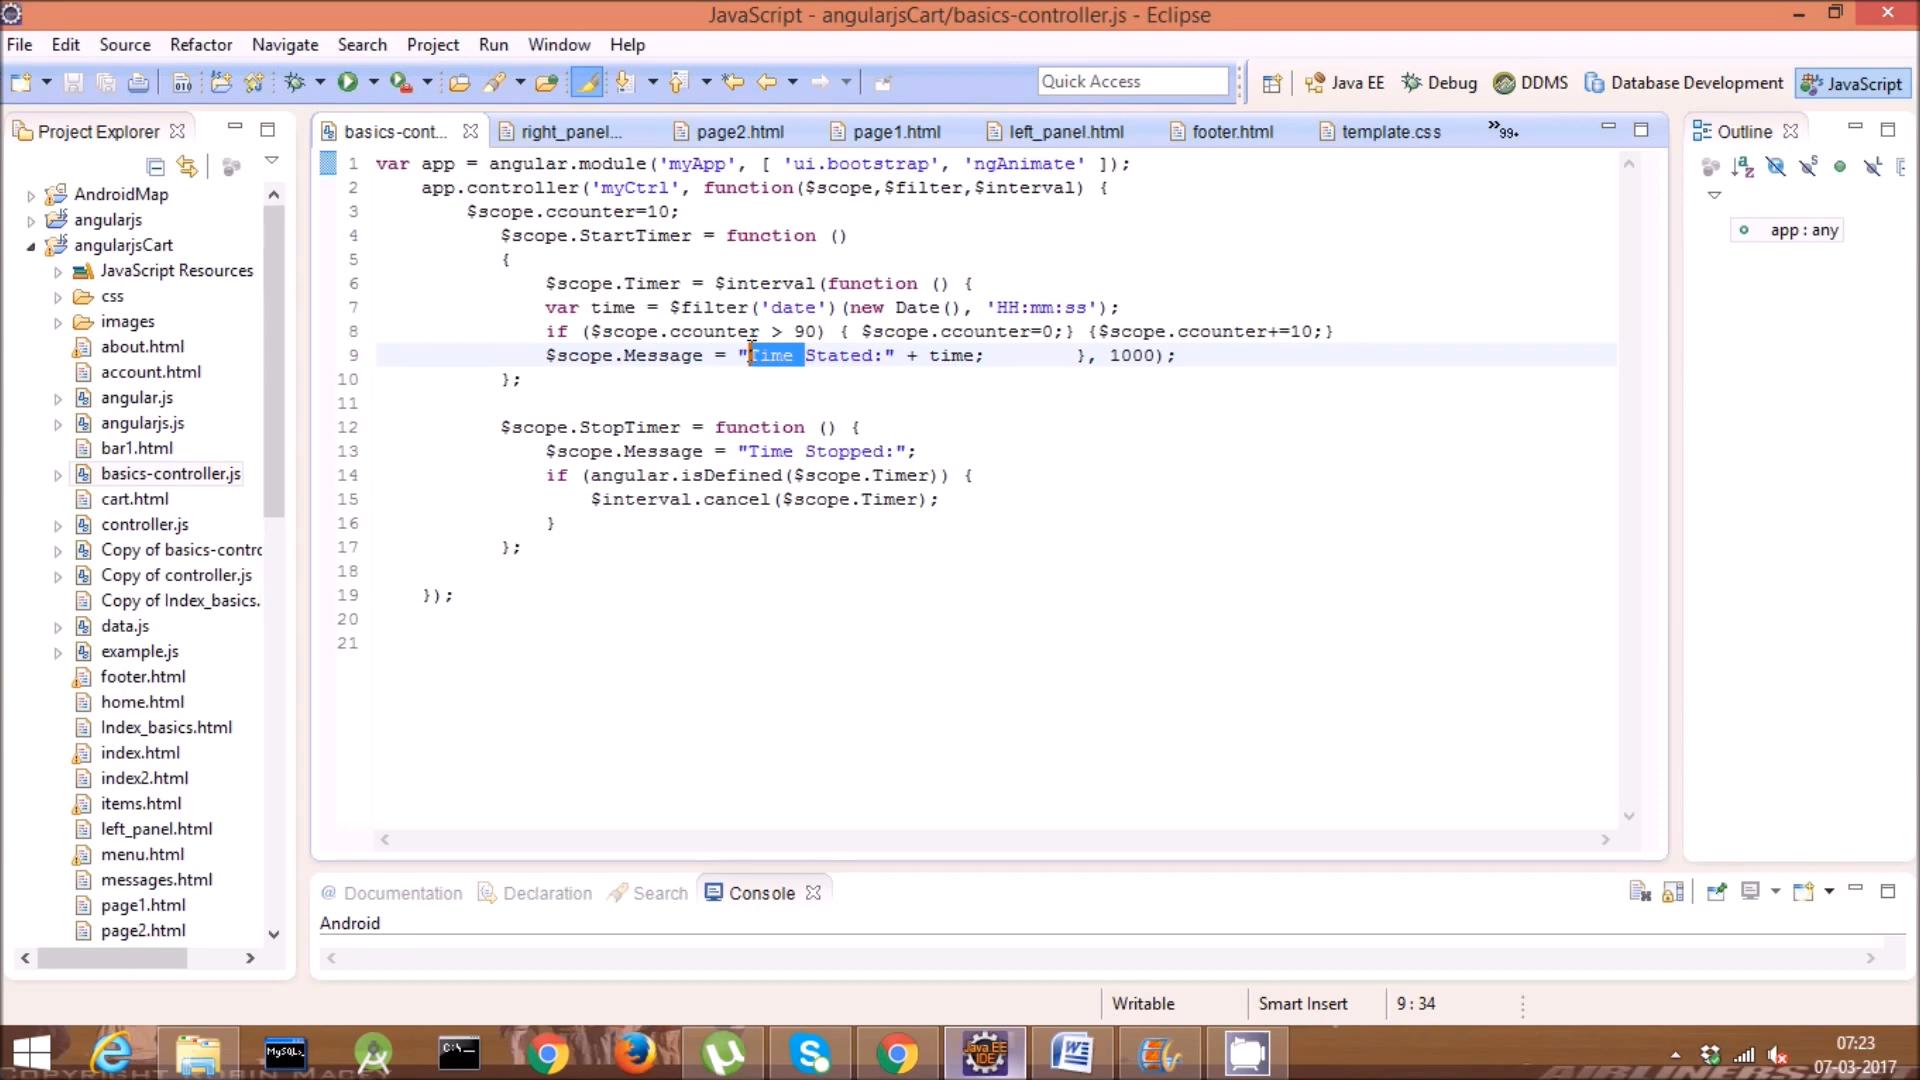 JavaScript - angularjsCart/basics-controller.js - Eclipse
File Edit Source Refactor Navigate Search Project Run Window Help
Quick Access
Java EE Debug DDMS Database Development JavaScript
Project Explorer
AndroidMap
angularjs
angularjsCart
JavaScript Resources
css
images
about.html
account.html
angular.js
angularjs.js
bar1.html
basics-controller.js
cart.html
controller.js
Copy of basics-contro
Copy of controller.js
Copy of Index_basics.
data.js
example.js
footer.html
home.html
Index_basics.html
index.html
index2.html
items.html
left_panel.html
menu.html
messages.html
page1.html
page2.html
basics-cont... right_panel... page2.html page1.html left_panel.html footer.html template.css »99+
1 var app = angular.module('myApp', [ 'ui.bootstrap', 'ngAnimate' ]);
2 app.controller('myCtrl', function($scope,$filter,$interval) {
3 $scope.ccounter=10;
4 $scope.StartTimer = function ()
5 {
6 $scope.Timer = $interval(function () {
7 var time = $filter('date')(new Date(), 'HH:mm:ss');
8 if ($scope.ccounter > 90) { $scope.ccounter=0;} {$scope.ccounter+=10;}
9 $scope.Message = "Time Stated:" + time; }, 1000);
10 };
11
12 $scope.StopTimer = function () {
13 $scope.Message = "Time Stopped:";
14 if (angular.isDefined($scope.Timer)) {
15 $interval.cancel($scope.Timer);
16 }
17 };
18
19 });
20
21
Outline
app : any
@ Documentation Declaration Search Console
Android
Writable Smart Insert 9 : 34
07:23
07-03-2017